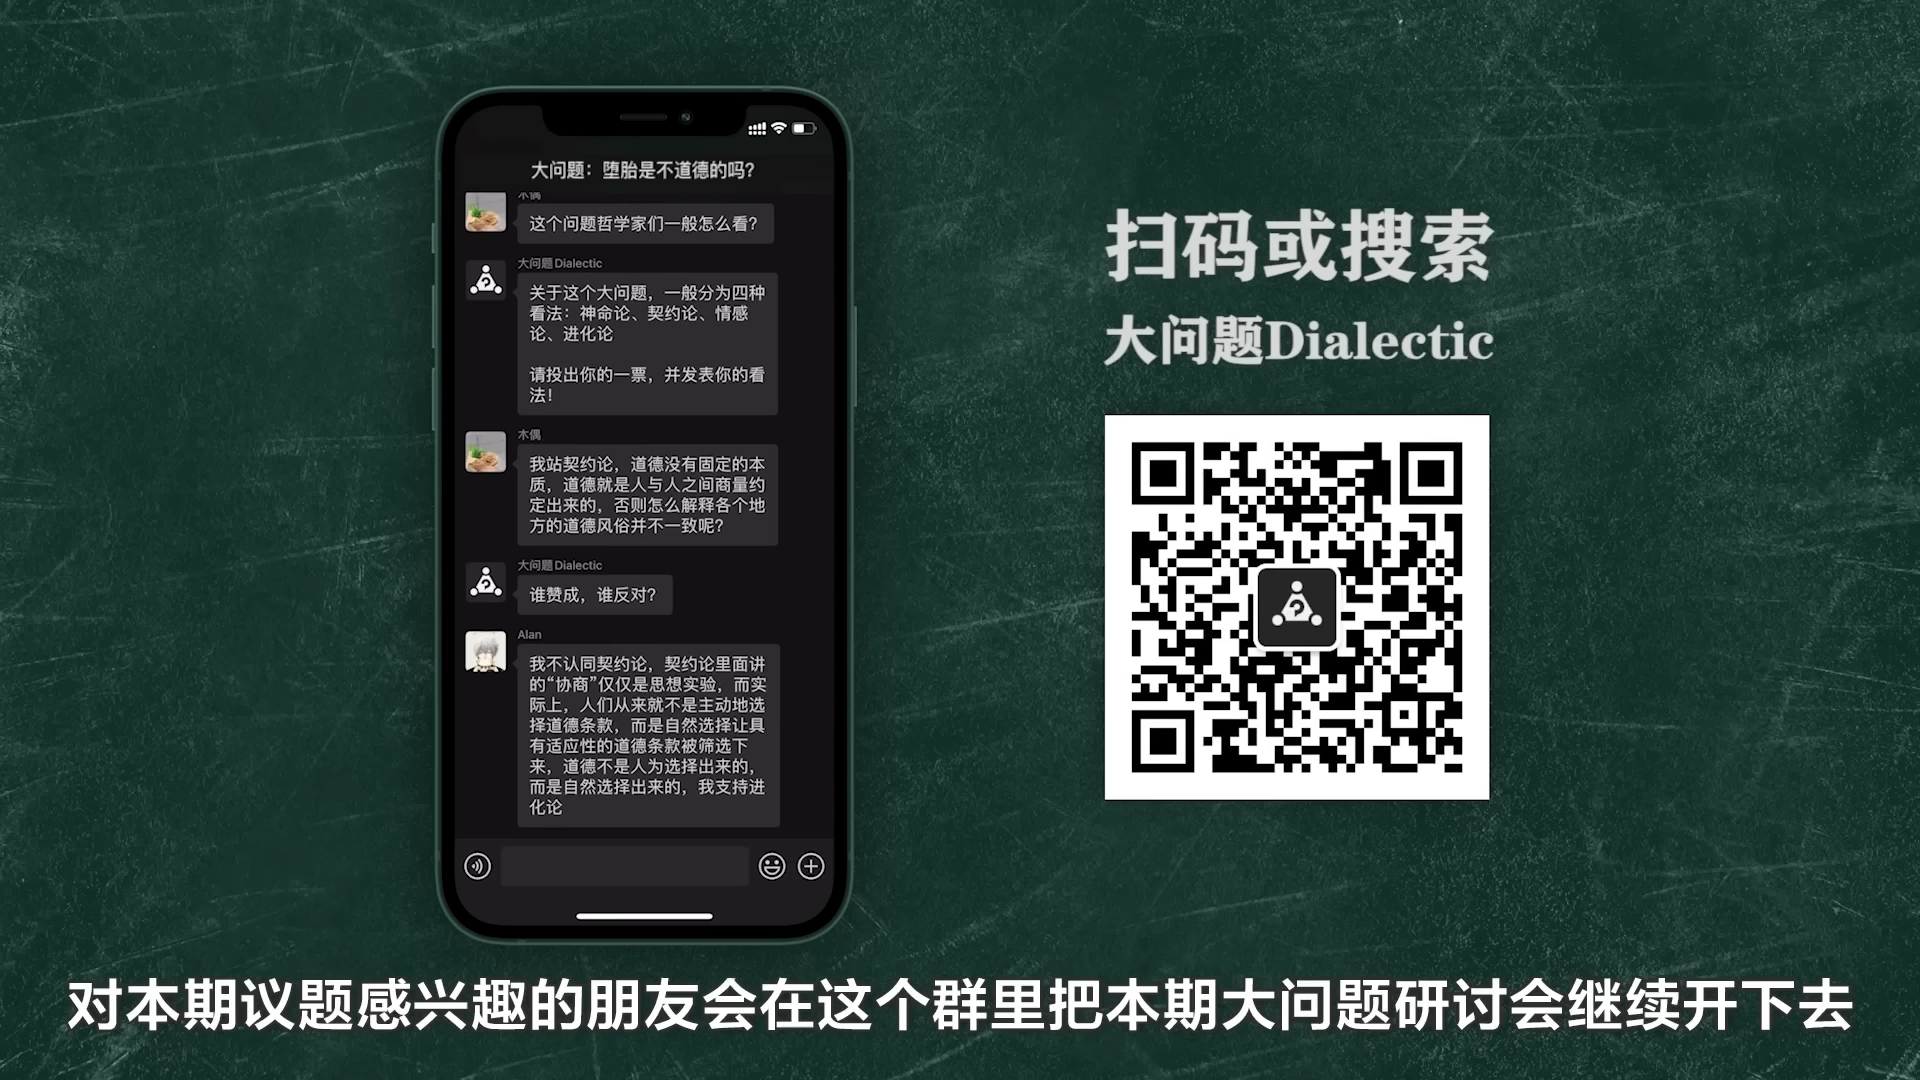 大问题：堕胎是不道德的吗？
木偶
这个问题哲学家们一般怎么看？
大问题Dialectic
关于这个大问题，一般分为四种
看法：神命论、契约论、情感
论、进化论
请投出你的一票，并发表你的看
法！
木偶
我站契约论，道德没有固定的本
质，道德就是人与人之间商量约
定出来的，否则怎么解释各个地
方的道德风俗并不一致呢？
大问题Dialectic
谁赞成，谁反对？
Alan
我不认同契约论，契约论里面讲
的“协商”仅仅是思想实验，而实
际上，人们从来就不是主动地选
择道德条款，而是自然选择让具
有适应性的道德条款被筛选下
来，道德不是人为选择出来的，
而是自然选择出来的，我支持进
化论
扫码或搜索
大问题Dialectic
对本期议题感兴趣的朋友会在这个群里把本期大问题研讨会继续开下去